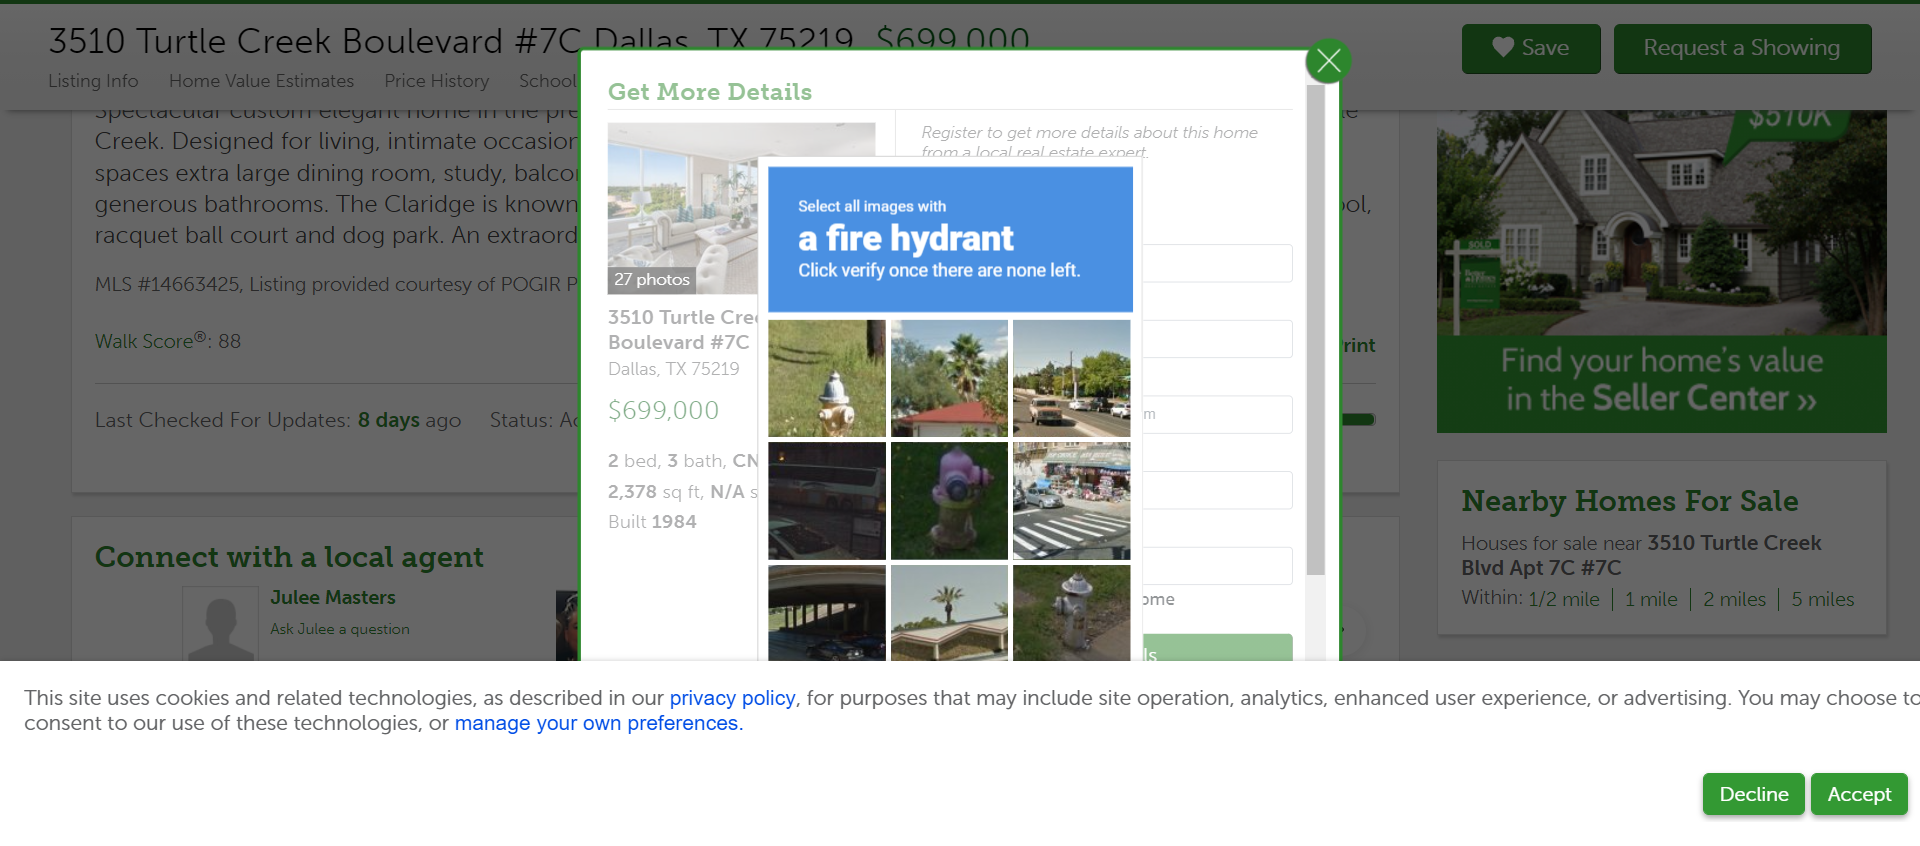 3510 Turtle Creek Boulevard #7C Dallas, TX 75219 $699,000
Save
Request a Showing
Listing Info
Home Value Estimates
Price History
School
Spectacular custom elegant home in the pre
Creek. Designed for living, intimate occasion
spaces extra large dining room, study, balco
generous bathrooms. The Claridge is known
racquet ball court and dog park. An extraord
MLS #14663425, Listing provided courtesy of POGIR P
Walk Score®: 88
Last Checked For Updates: 8 days ago
Status: Ac
Connect with a local agent
Julee Masters
Ask Julee a question
Get More Details
Register to get more details about this home
from a local real estate expert.
27 photos
3510 Turtle Cree
Boulevard #7C
Dallas, TX 75219
$699,000
2 bed, 3 bath, CN
2,378 sq ft, N/A s
Built 1984
Select all images with
a fire hydrant
Click verify once there are none left.
$510K
SOLD
Find your home's value
in the Seller Center »
Nearby Homes For Sale
Houses for sale near 3510 Turtle Creek
Blvd Apt 7C #7C
Within: 1/2 mile | 1 mile | 2 miles | 5 miles
This site uses cookies and related technologies, as described in our privacy policy, for purposes that may include site operation, analytics, enhanced user experience, or advertising. You may choose to
consent to our use of these technologies, or manage your own preferences.
Decline
Accept